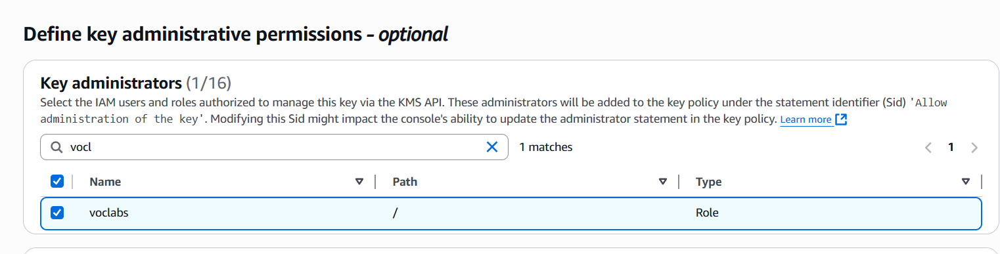 Define key administrative permissions – optional
Key administrators (1/16)
Select the IAM users and roles authorized to manage this key via the KMS API. These administrators will be added to the key policy under the statement identifier (Sid) 'Allow
administration of the key'. Modifying this Sid might impact the console's ability to update the administrator statement in the key policy. Learn more
vocl
1 matches
1
Name Path Type
voclabs / Role